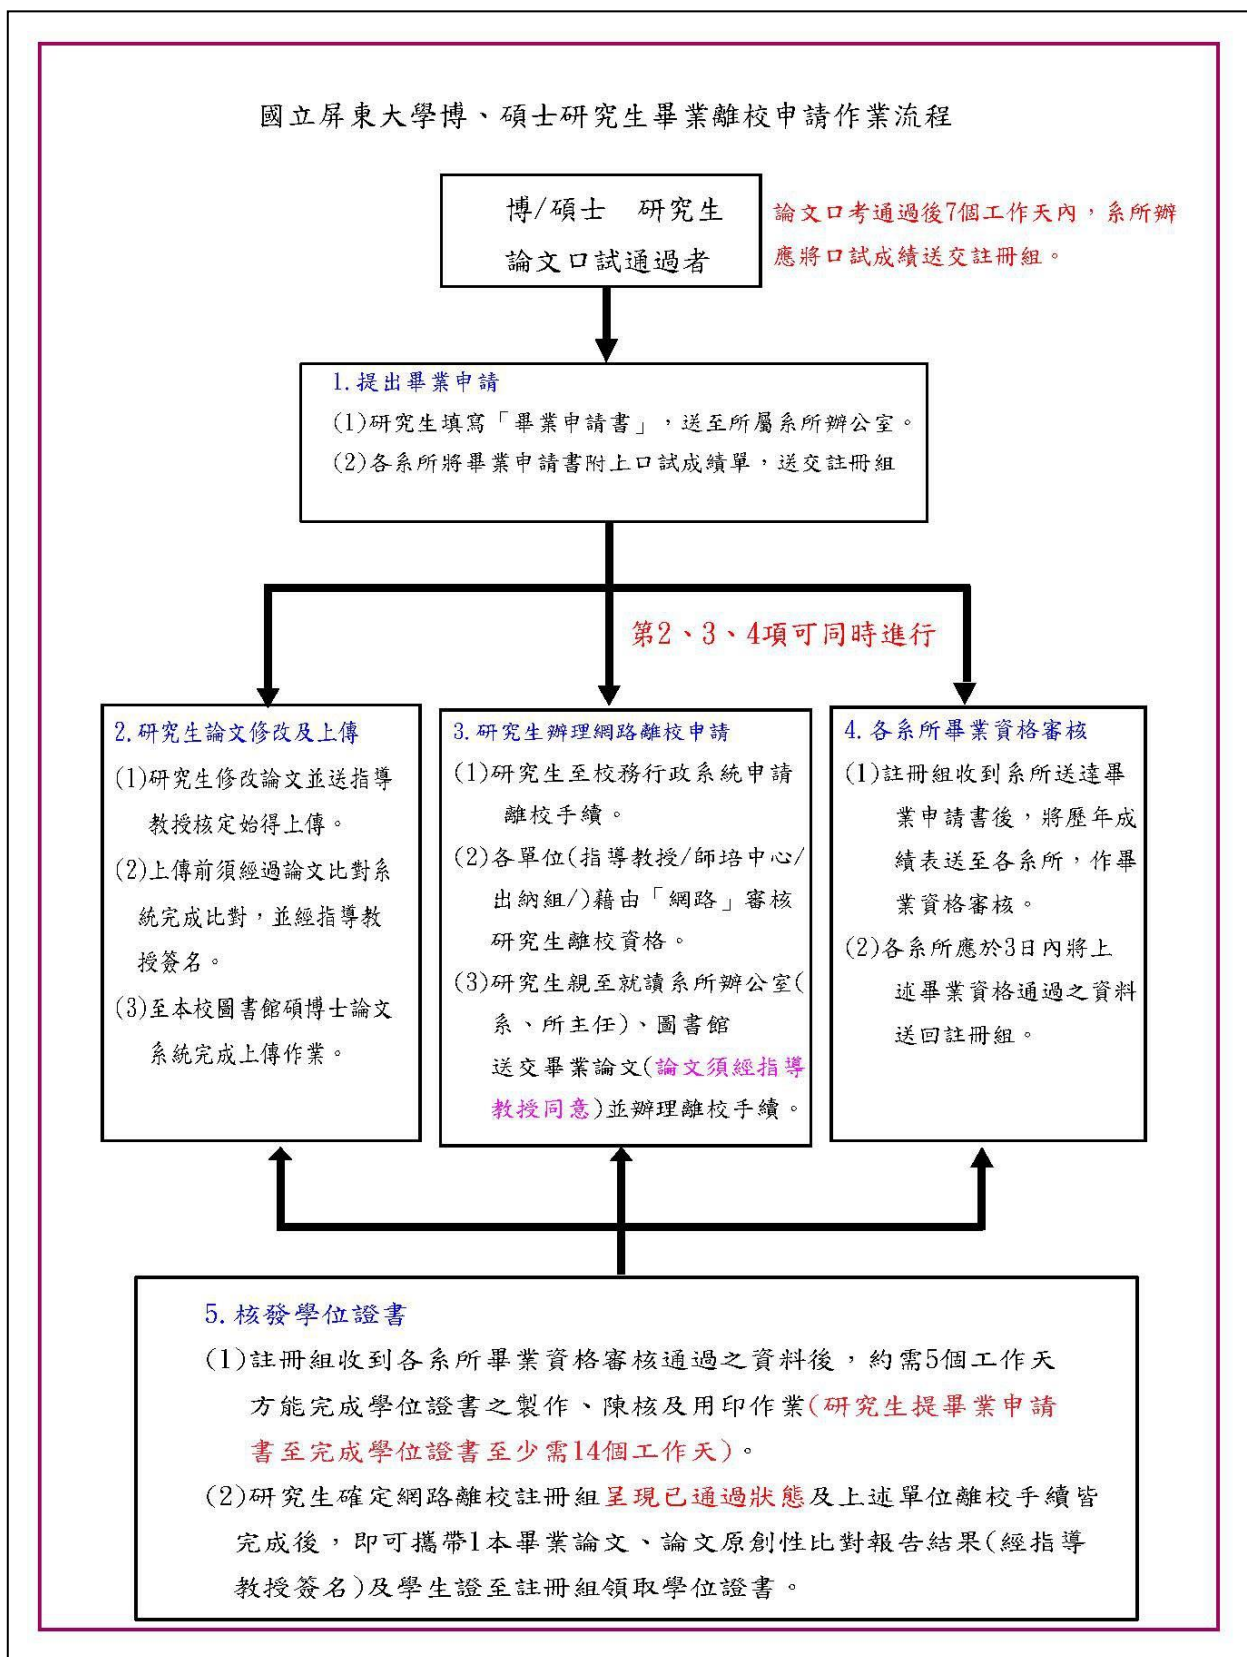 國立屏東大學博、碩士研究生畢業離校申請作業流程
博/碩士　研究生
論文口試通過者
論文口考通過後7個工作天內，系所辦
應將口試成績送交註冊組。
1.提出畢業申請
(1)研究生填寫「畢業申請書」，送至所屬系所辦公室。
(2)各系所將畢業申請書附上口試成績單，送交註冊組
第2、3、4項可同時進行
2.研究生論文修改及上傳
(1)研究生修改論文並送指導
教授核定始得上傳。
(2)上傳前須經過論文比對系
統完成比對，並經指導教
授簽名。
(3)至本校圖書館碩博士論文
系統完成上傳作業。
3.研究生辦理網路離校申請
(1)研究生至校務行政系統申請
離校手續。
(2)各單位(指導教授/師培中心/
出納組/)藉由「網路」審核
研究生離校資格。
(3)研究生親至就讀系所辦公室(
系、所主任)、圖書館
送交畢業論文(論文須經指導
教授同意)並辦理離校手續。
4.各系所畢業資格審核
(1)註冊組收到系所送達畢
業申請書後，將歷年成
績表送至各系所，作畢
業資格審核。
(2)各系所應於3日內將上
述畢業資格通過之資料
送回註冊組。
5.核發學位證書
(1)註冊組收到各系所畢業資格審核通過之資料後，約需5個工作天
方能完成學位證書之製作、陳核及用印作業(研究生提畢業申請
書至完成學位證書至少需14個工作天)。
(2)研究生確定網路離校註冊組呈現已通過狀態及上述單位離校手續皆
完成後，即可攜帶1本畢業論文、論文原創性比對報告結果(經指導
教授簽名)及學生證至註冊組領取學位證書。